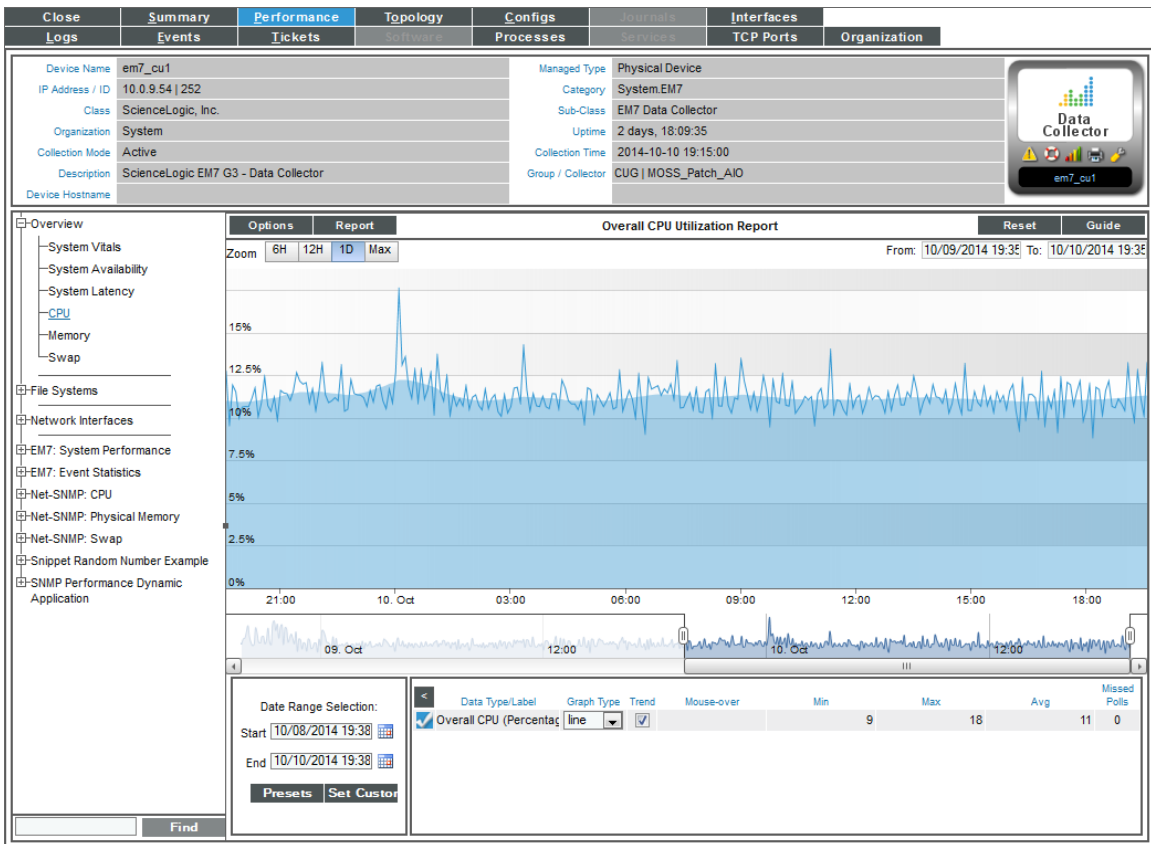 Close Summary Performance Topology Configs Journals Interfaces
Logs Events Tickets Software Processes Services TCP Ports Organization
Device Name em7_cu1 Managed Type Physical Device
IP Address / ID 10.0.9.54 | 252 Category System.EM7
Class ScienceLogic, Inc. Sub-Class EM7 Data Collector
Organization System Uptime 2 days, 18:09:35
Collection Mode Active Collection Time 2014-10-10 19:15:00
Description ScienceLogic EM7 G3 - Data Collector Group / Collector CUG | MOSS_Patch_AIO
Device Hostname
Data
Collector
em7_cu1
Overview
System Vitals
System Availability
System Latency
CPU
Memory
Swap
File Systems
Network Interfaces
EM7: System Performance
EM7: Event Statistics
Net-SNMP: CPU
Net-SNMP: Physical Memory
Net-SNMP: Swap
Snippet Random Number Example
SNMP Performance Dynamic
Application
Find
Options Report Overall CPU Utilization Report Reset Guide
Zoom 6H 12H 1D Max From: 10/09/2014 19:35 To: 10/10/2014 19:35
15%
12.5%
10%
7.5%
5%
2.5%
0%
21:00 10. Oct 03:00 06:00 09:00 12:00 15:00 18:00
09. Oct 12:00 10. Oct 12:00
Date Range Selection:
Start 10/08/2014 19:38
End 10/10/2014 19:38
Presets Set Custor
< Data Type/Label Graph Type Trend Mouse-over Min Max Avg Missed Polls
Overall CPU (Percentag line 9 18 11 0